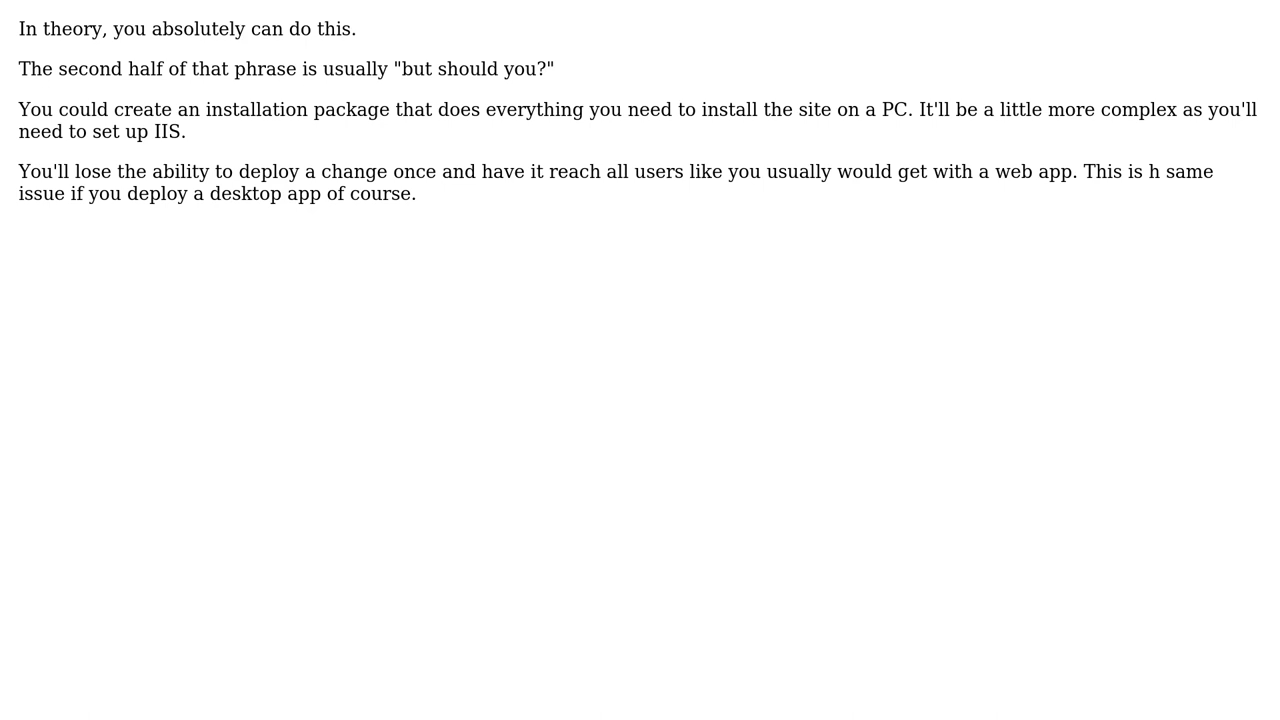 In theory, you absolutely can do this.
The second half of that phrase is usually "but should you?"
You could create an installation package that does everything you need to install the site on a PC. It'll be a little more complex as you'll
need to set up IIS.
You'll lose the ability to deploy a change once and have it reach all users like you usually would get with a web app. This is h same
issue if you deploy a desktop app of course.